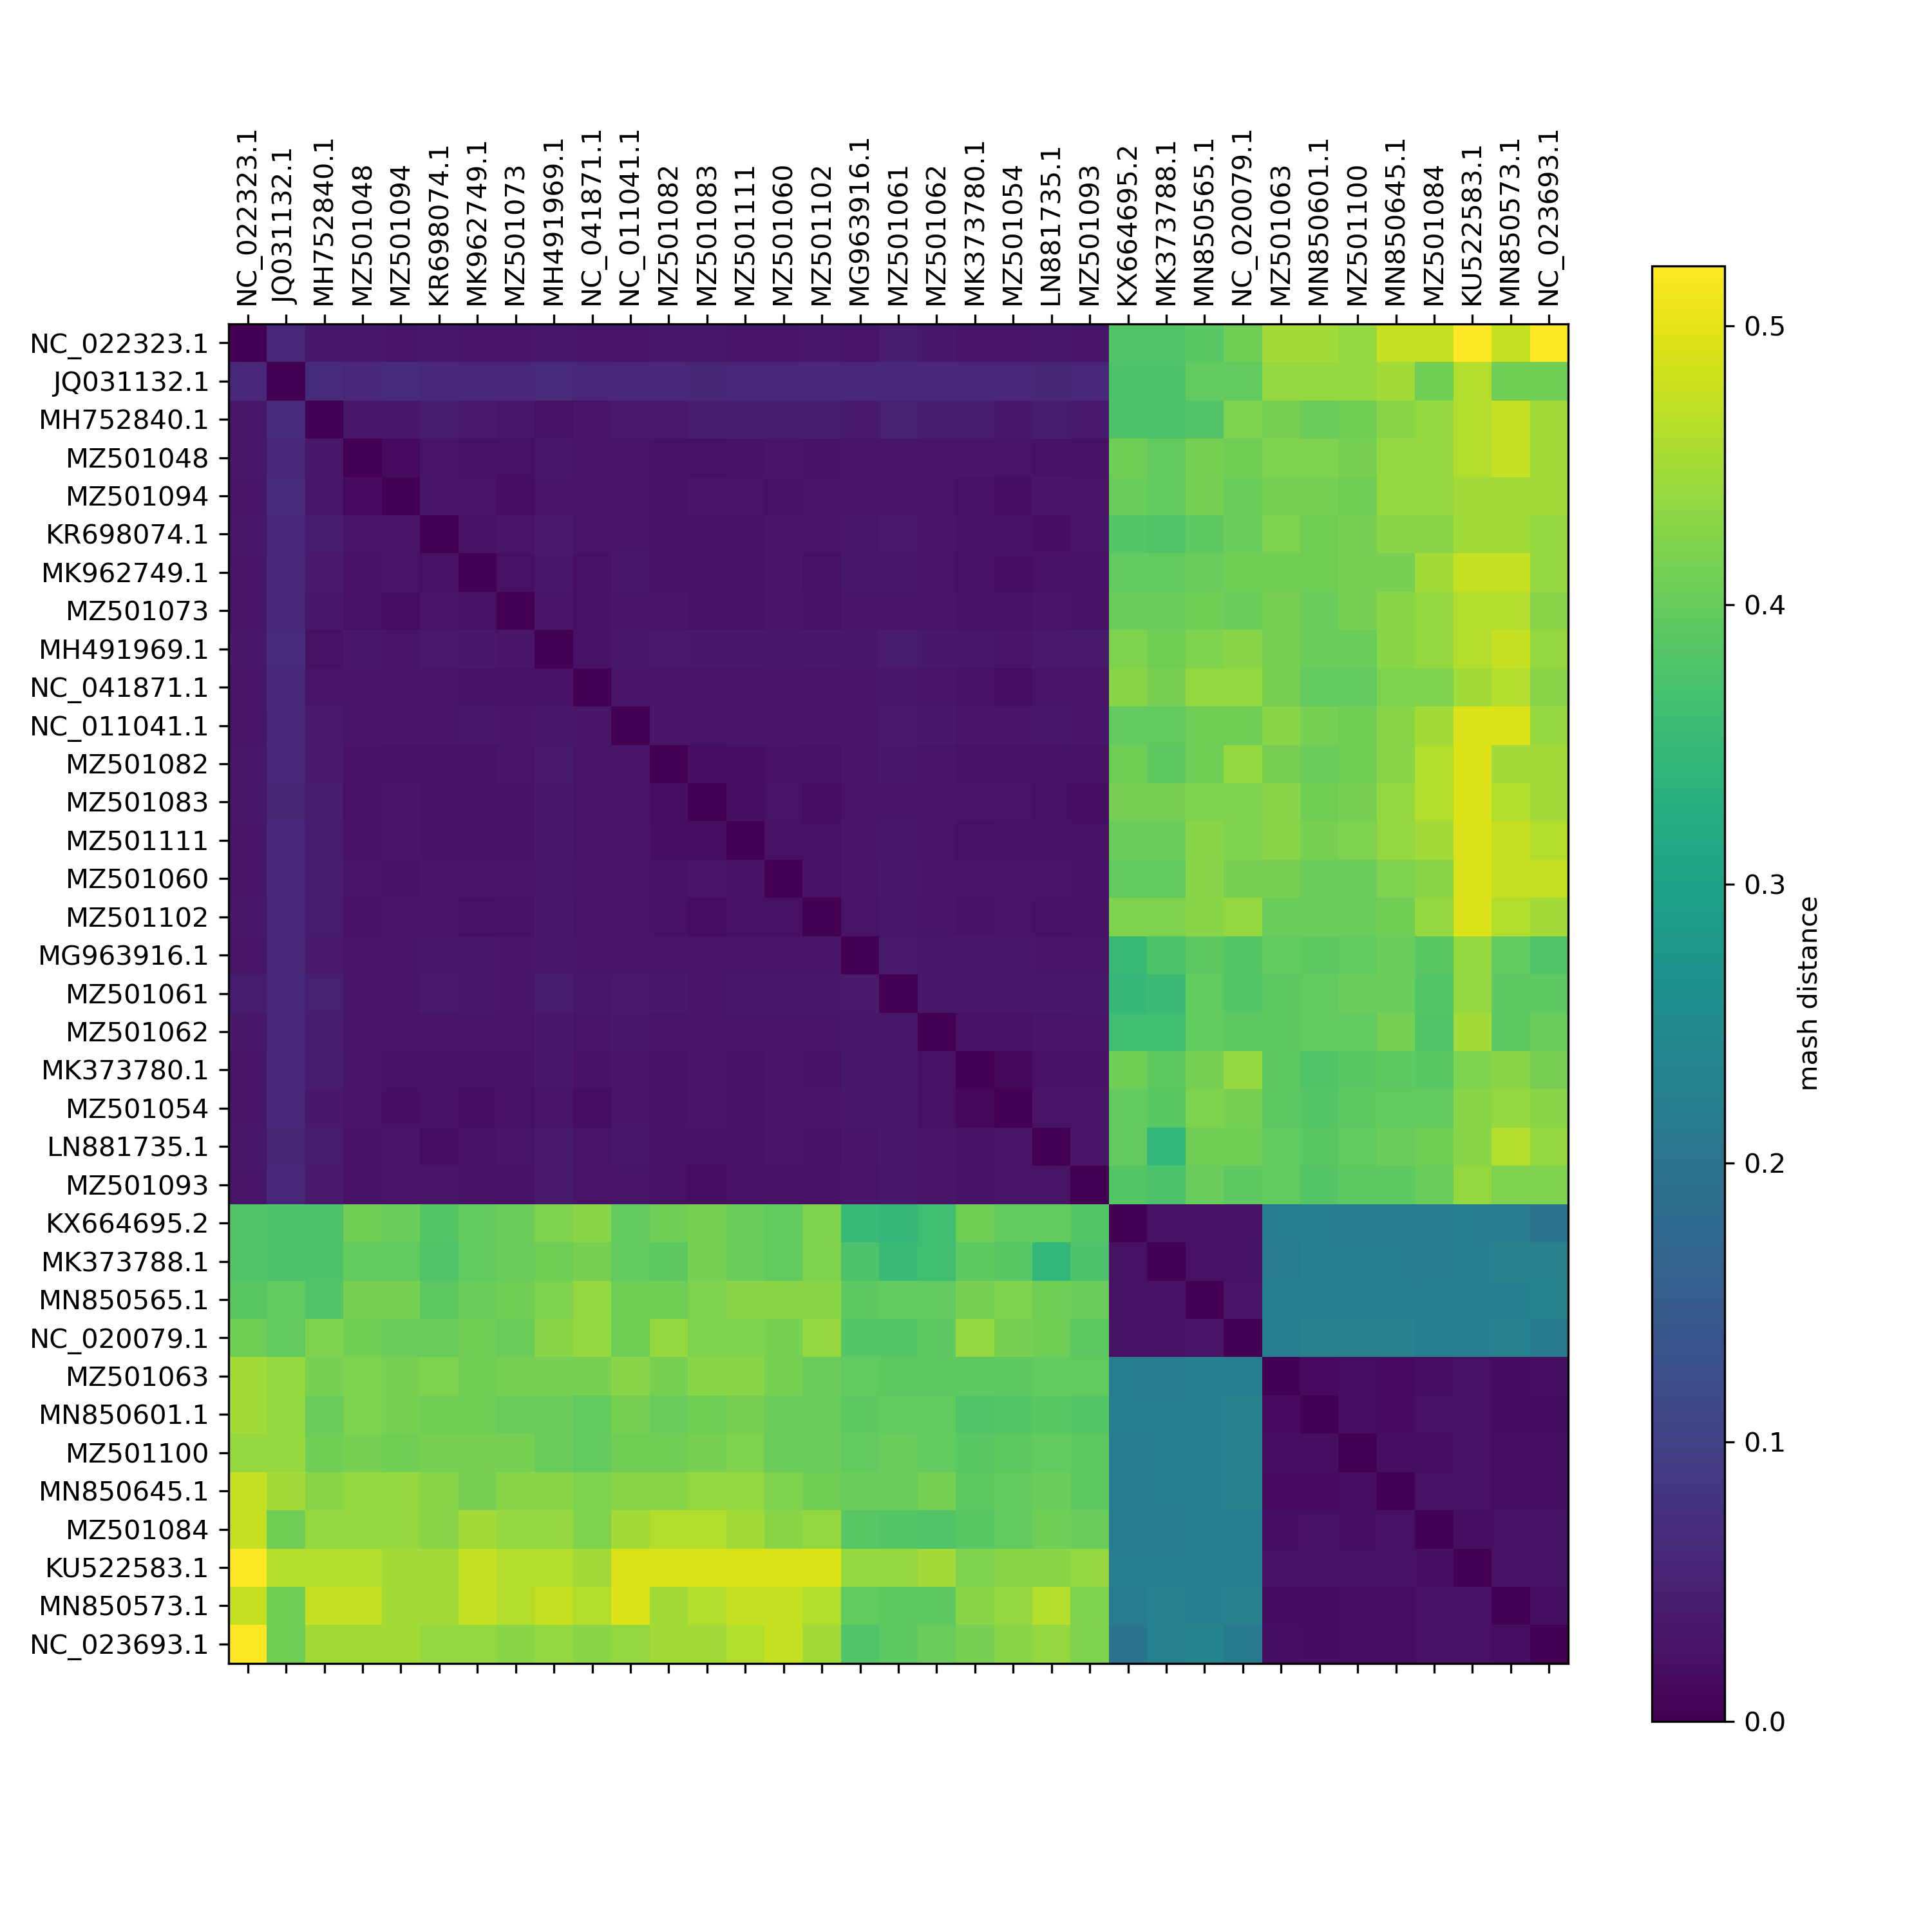 NC_022323.1
JQ031132.1
MH752840.1
MZ501048
MZ501094
KR698074.1
MK962749.1
MZ501073
MH491969.1
NC_041871.1
NC_011041.1
MZ501082
MZ501083
MZ501111
MZ501060
MZ501102
MG963916.1
MZ501061
MZ501062
MK373780.1
MZ501054
LN881735.1
MZ501093
KX664695.2
MK373788.1
MN850565.1
NC_020079.1
MZ501063
MN850601.1
MZ501100
MN850645.1
MZ501084
KU522583.1
MN850573.1
NC_023693.1
NC_022323.1
JQ031132.1
MH752840.1
MZ501048
MZ501094
KR698074.1
MK962749.1
MZ501073
MH491969.1
NC_041871.1
NC_011041.1
MZ501082
MZ501083
MZ501111
MZ501060
MZ501102
MG963916.1
MZ501061
MZ501062
MK373780.1
MZ501054
LN881735.1
MZ501093
KX664695.2
MK373788.1
MN850565.1
NC_020079.1
MZ501063
MN850601.1
MZ501100
MN850645.1
MZ501084
KU522583.1
MN850573.1
NC_023693.1
0.5
0.4
0.3
0.2
0.1
0.0
mash distance